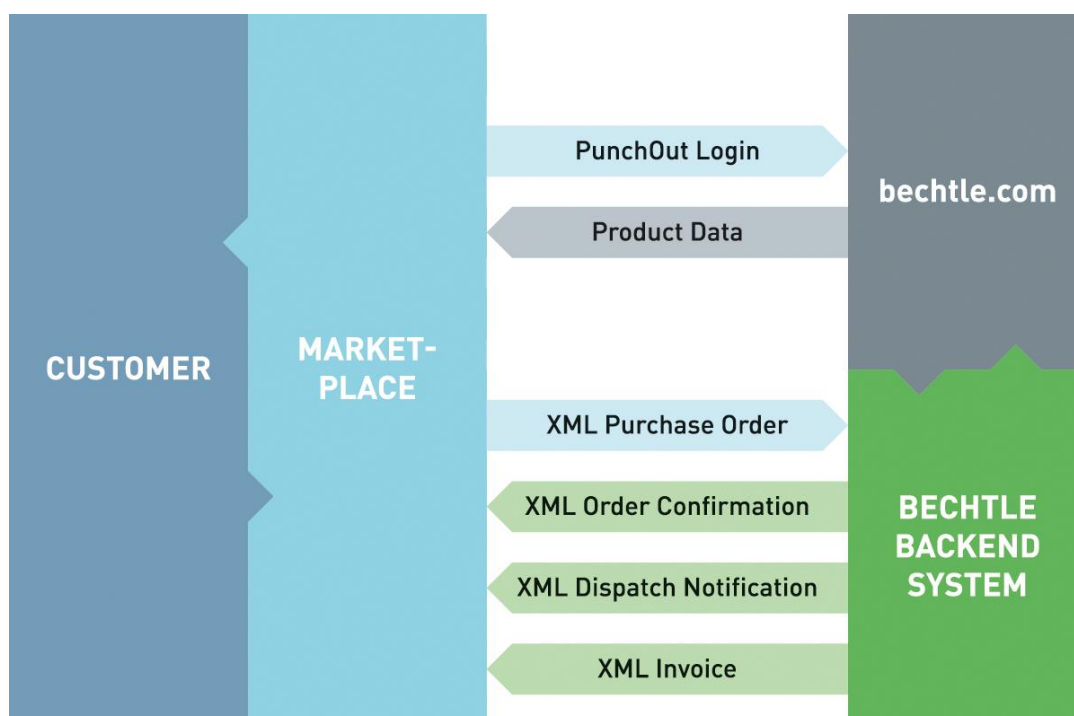 CUSTOMER
MARKET-
PLACE
PunchOut Login
Product Data
XML Purchase Order
XML Order Confirmation
XML Dispatch Notification
XML Invoice
bechtle.com
BECHTLE
BACKEND
SYSTEM